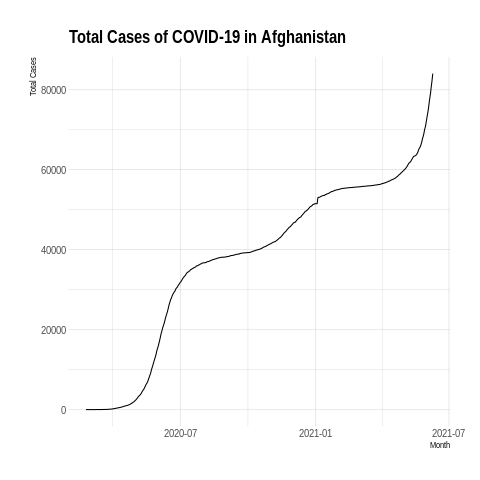 Total Cases of COVID-19 in Afghanistan
Total Cases
80000
60000
40000
20000
0
2020-07
2021-01
2021-07
Month